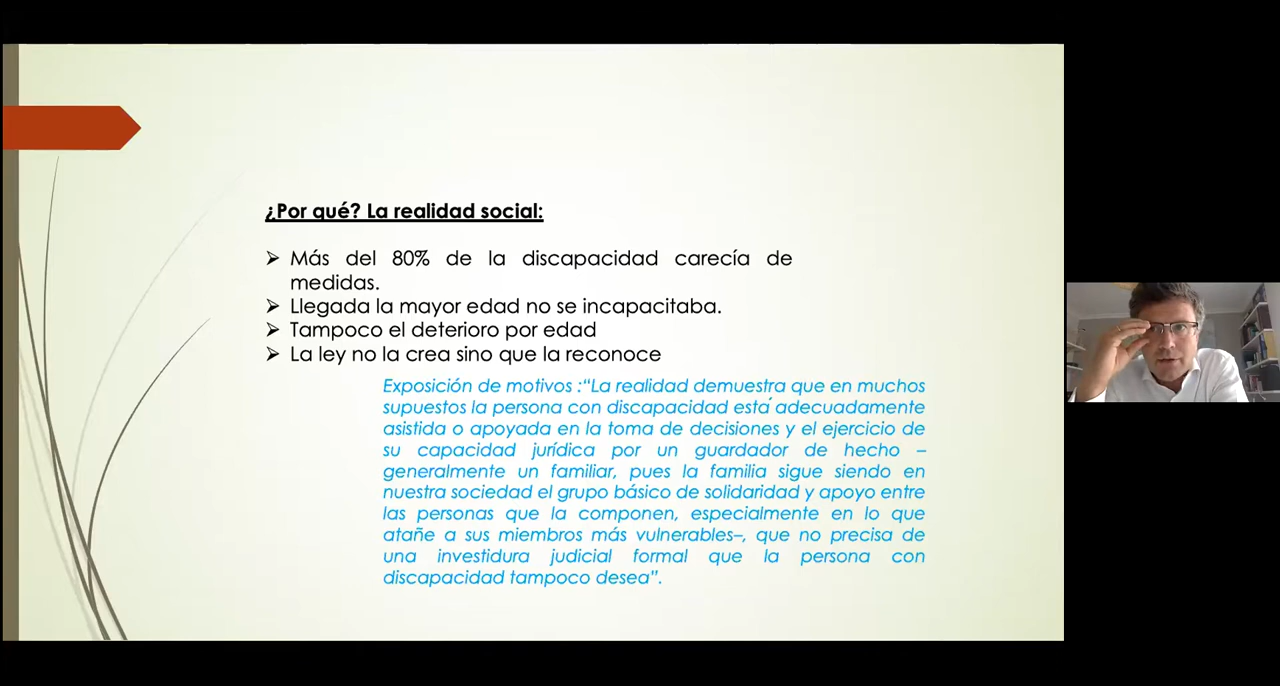 ¿Por qué? La realidad social:
➢ Más del 80% de la discapacidad carecía de
medidas.
➢ Llegada la mayor edad no se incapacitaba.
➢ Tampoco el deterioro por edad
➢ La ley no la crea sino que la reconoce
Exposición de motivos :“La realidad demuestra que en muchos
supuestos la persona con discapacidad está adecuadamente
asistida o apoyada en la toma de decisiones y el ejercicio de
su capacidad jurídica por un guardador de hecho –
generalmente un familiar, pues la familia sigue siendo en
nuestra sociedad el grupo básico de solidaridad y apoyo entre
las personas que la componen, especialmente en lo que
atañe a sus miembros más vulnerables–, que no precisa de
una investidura judicial formal que la persona con
discapacidad tampoco desea”.